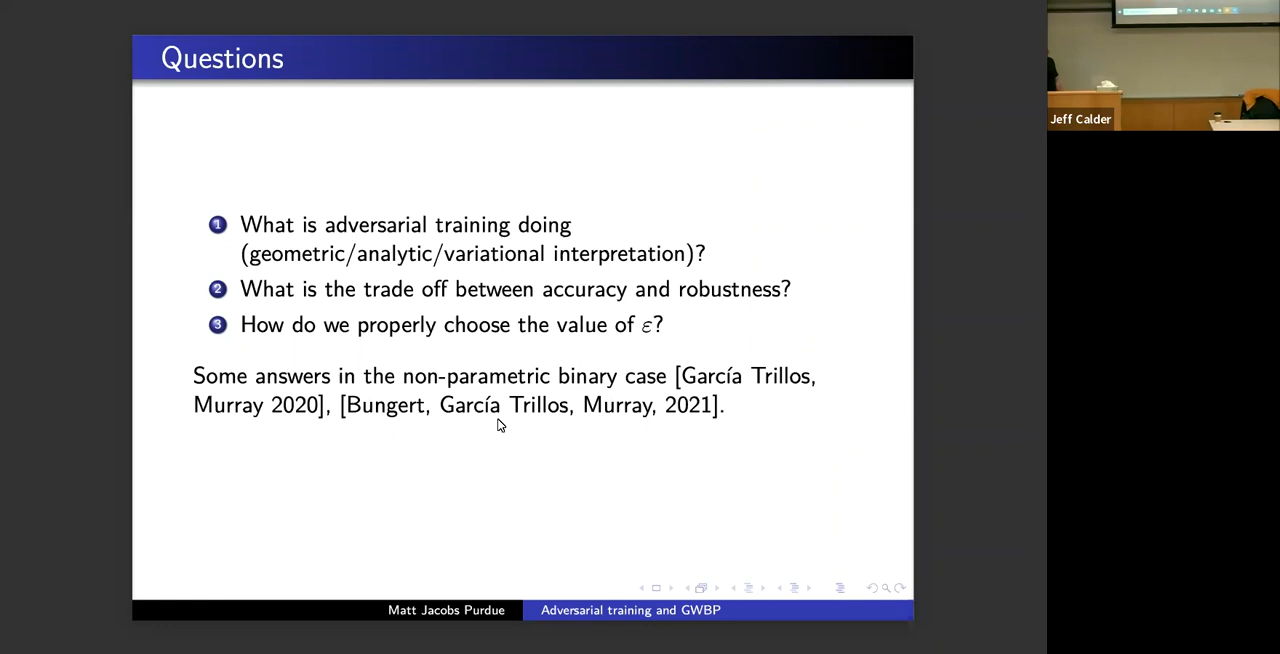 Questions
1 What is adversarial training doing
(geometric/analytic/variational interpretation)?
2 What is the trade off between accuracy and robustness?
3 How do we properly choose the value of ε?
Some answers in the non-parametric binary case [García Trillos,
Murray 2020], [Bungert, García Trillos, Murray, 2021].
Matt Jacobs Purdue
Adversarial training and GWBP
Jeff Calder